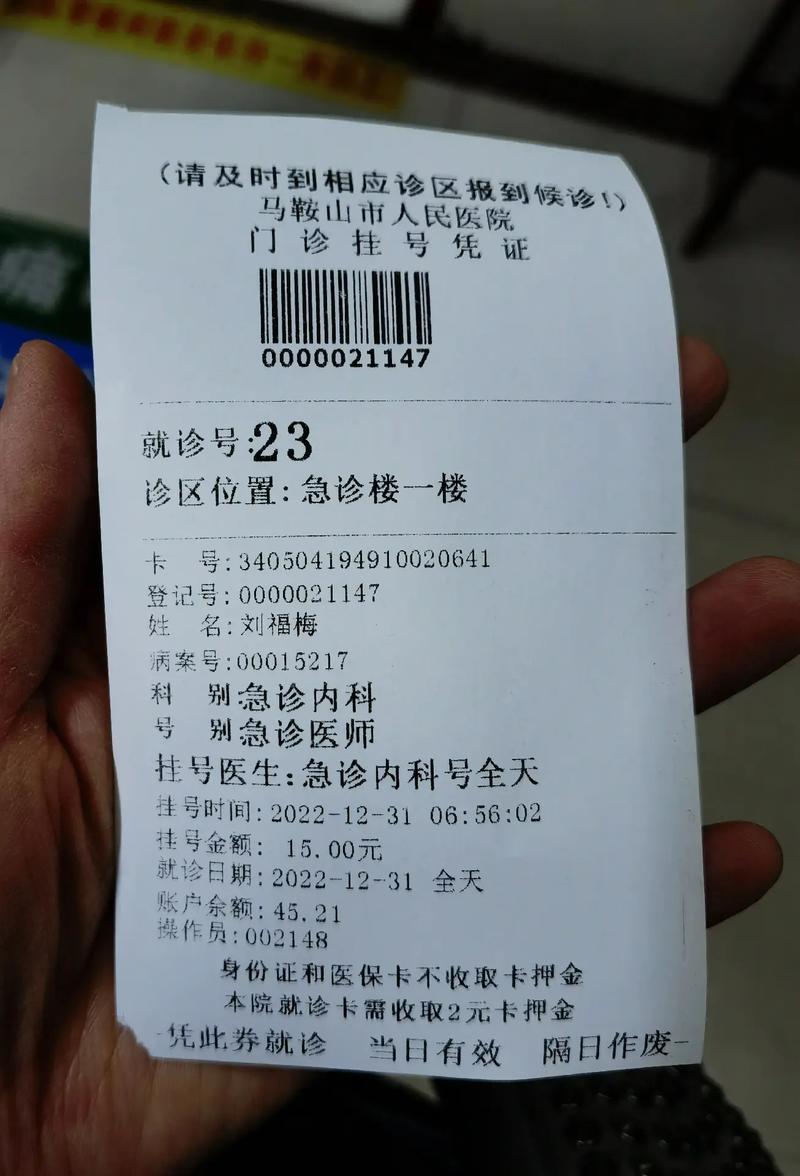 (请及时到相应诊区报到候诊!)
马鞍山市人民医院
门诊挂号凭证
0000021147
就诊号:23
诊区位置:急诊楼一楼
卡 号:340504194910020641
登记号:0000021147
姓 名:刘福梅
病案号:00015217
科 别:急诊内科
号 别:急诊医师
挂号医生:急诊内科号全天
挂号时间:2022-12-31 06:56:02
挂号金额: 15.00元
就诊日期:2022-12-31 全天
账户余额:45.21
操作员:002148
身份证和医保卡不收取卡押金
本院就诊卡需收取2元卡押金
-凭此券就诊 当日有效 隔日作废-